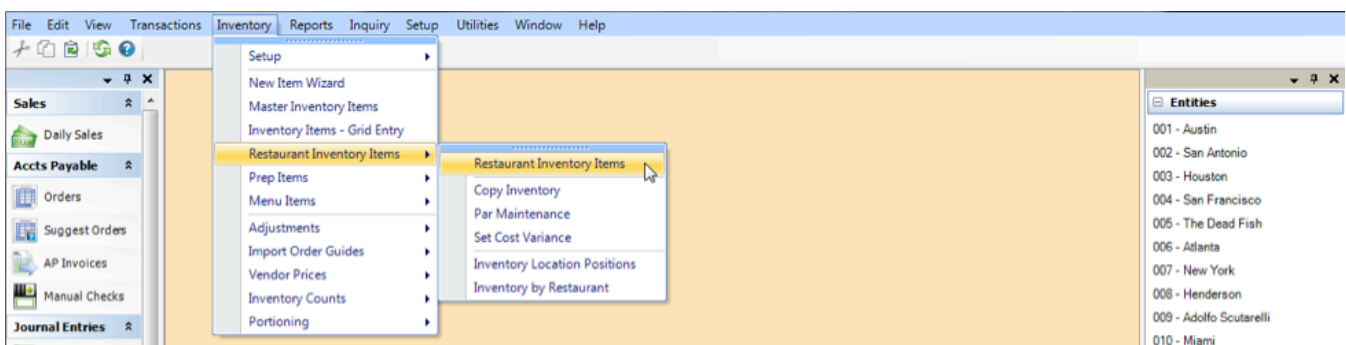 File Edit View Transactions Inventory Reports Inquiry Setup Utilities Window Help
Sales
Daily Sales
Accts Payable
Orders
Suggest Orders
AP Invoices
Manual Checks
Journal Entries
Setup
New Item Wizard
Master Inventory Items
Inventory Items - Grid Entry
Restaurant Inventory Items
Prep Items
Menu Items
Adjustments
Import Order Guides
Vendor Prices
Inventory Counts
Portioning
Restaurant Inventory Items
Copy Inventory
Par Maintenance
Set Cost Variance
Inventory Location Positions
Inventory by Restaurant
Entities
001 - Austin
002 - San Antonio
003 - Houston
004 - San Francisco
005 - The Dead Fish
006 - Atlanta
007 - New York
008 - Henderson
009 - Adolfo Scutarelli
010 - Miami